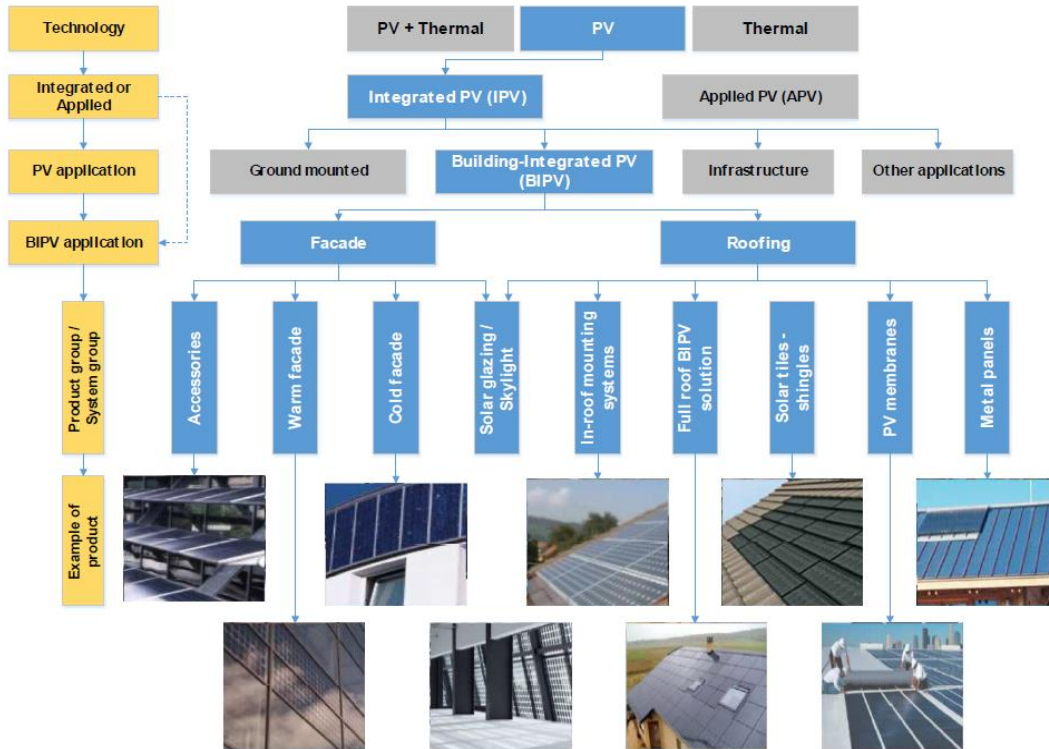 Technology
PV + Thermal
PV
Thermal
Integrated or
Applied
Integrated PV (IPV)
Applied PV (APV)
PV application
Ground mounted
Building-Integrated PV
(BIPV)
Infrastructure
Other applications
BIPV application
Facade
Roofing
Product group /
System group
Accessories
Warm facade
Cold facade
Solar glazing /
Skylight
In-roof mounting
systems
Full roof BIPV
solution
Solar tiles -
shingles
PV membranes
Metal panels
Example of
product